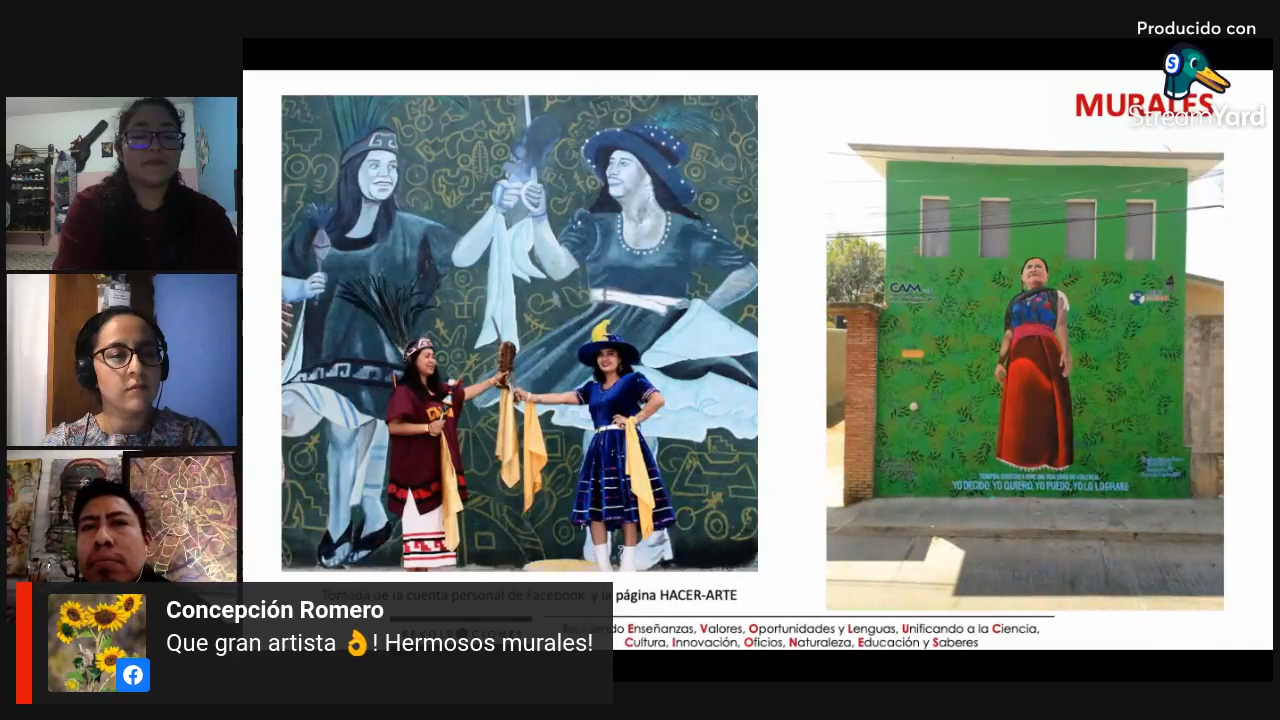 Producido con
StreamYard
MURALES
CAM
YO DECIDO, YO QUIERO, YO PUEDO, YO LO LOGRARÉ
Tomada de la cuenta personal de Facebook y la página HACER-ARTE
Enseñanzas, Valores, Oportunidades y Lenguas, Unificando a la Ciencia,
Cultura, Innovación, Oficios, Naturaleza, Educación y Saberes
Concepción Romero
Que gran artista 👌! Hermosos murales!